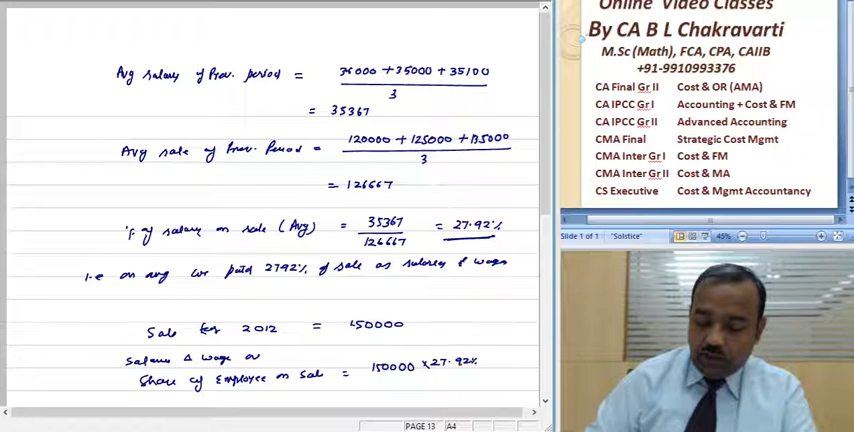 Avg salary of Prev. period = 36000 + 35000 + 35100
3
= 35367
Avg sale of Prev. Period = 120000 + 125000 + 135000
3
= 126667
% of salary on sale (Avg) = 35367 = 27.92%
126667
i.e on avg we paid 27.92% of sale as salaries & wages
Sale for 2012 = 150000
Salaries & wage or
Share of Employee on Sale = 150000 × 27.92%
PAGE 13 A4
Online Video Classes
By CA B L Chakravarti
M.Sc (Math), FCA, CPA, CAIIB
+91-9910993376
CA Final Gr II Cost & OR (AMA)
CA IPCC Gr I Accounting + Cost & FM
CA IPCC Gr II Advanced Accounting
CMA Final Strategic Cost Mgmt
CMA Inter Gr I Cost & FM
CMA Inter Gr II Cost & MA
CS Executive Cost & Mgmt Accountancy
Slide 1 of 1 "Solstice" 45%